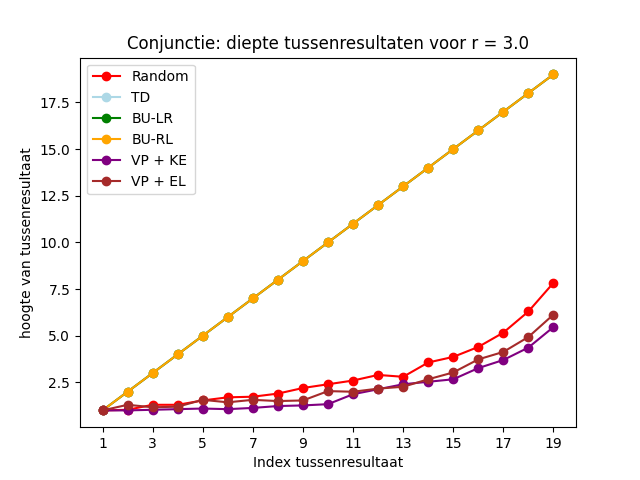 Conjunctie: diepte tussenresultaten voor r = 3.0
Random
TD
BU-LR
BU-RL
VP + KE
VP + EL
hoogte van tussenresultaat
17.5
15.0
12.5
10.0
7.5
5.0
2.5
1 3 5 7 9 11 13 15 17 19
Index tussenresultaat